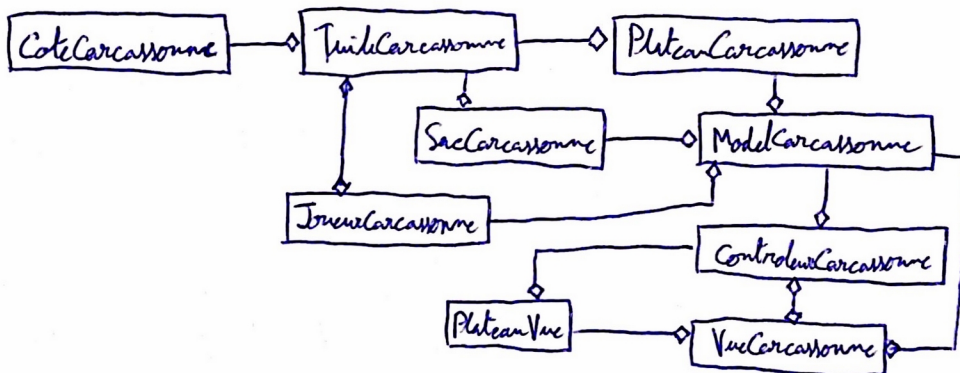 CoteCarcassonne
TuileCarcassonne
PlateauCarcassonne
SacCarcassonne
ModelCarcassonne
JoueurCarcassonne
ControleurCarcassonne
PlateauVue
VueCarcassonne